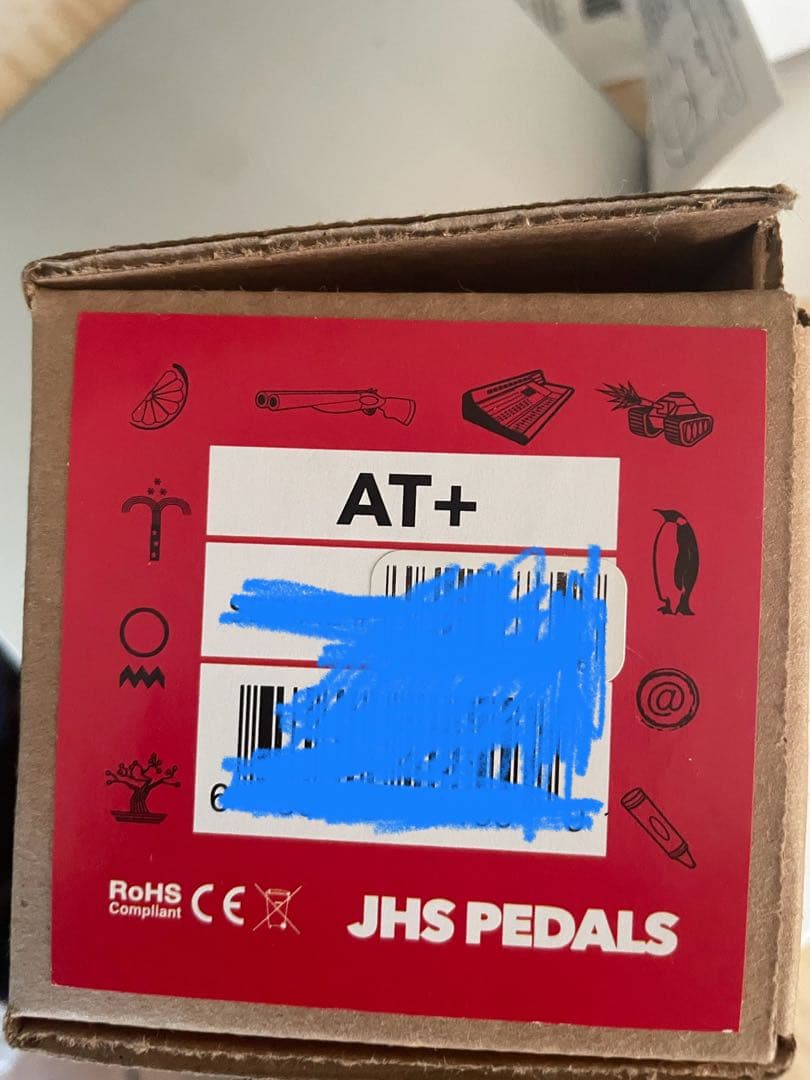 AT+
@
RoHS
Compliant CE
JHS PEDALS